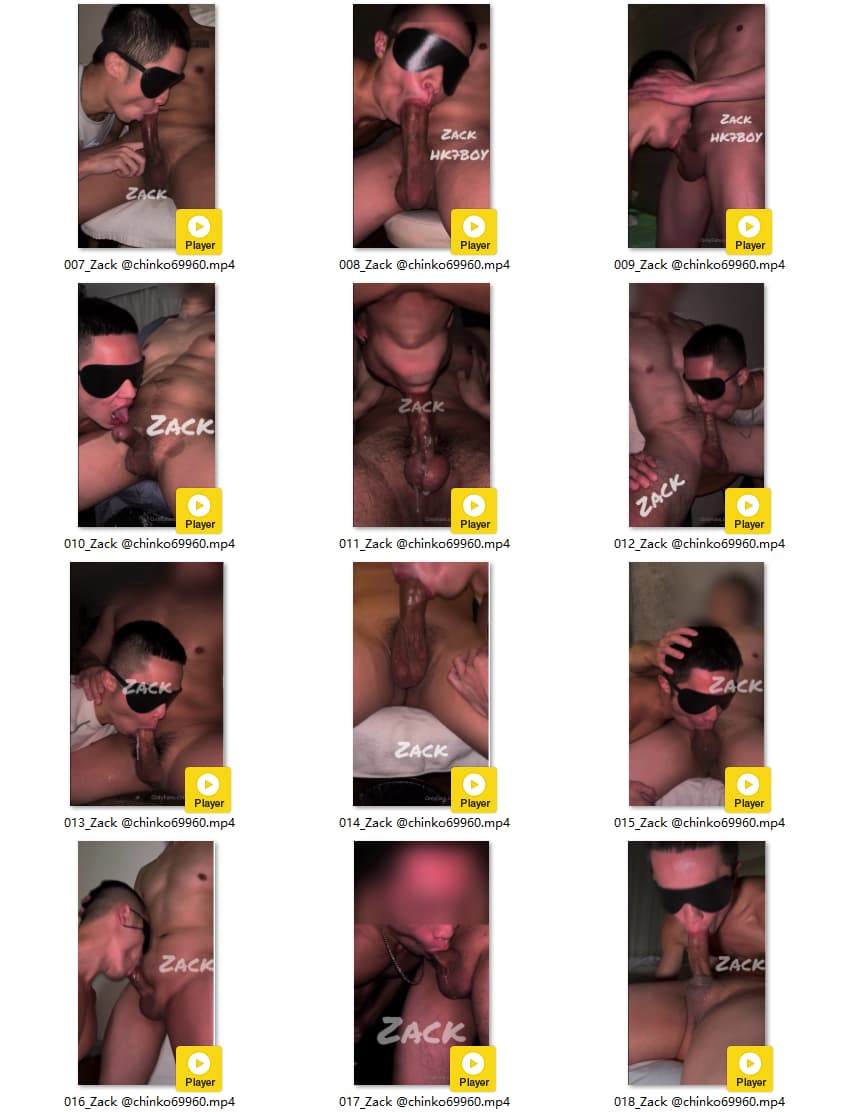 Zack
Player
007_Zack @chinko69960.mp4
Zack
HK7BOY
Player
008_Zack @chinko69960.mp4
Zack
HK7BOY
Player
009_Zack @chinko69960.mp4
Zack
Player
010_Zack @chinko69960.mp4
Zack
Player
011_Zack @chinko69960.mp4
Zack
Player
012_Zack @chinko69960.mp4
Zack
Player
013_Zack @chinko69960.mp4
Zack
Player
014_Zack @chinko69960.mp4
Zack
Player
015_Zack @chinko69960.mp4
Zack
Player
016_Zack @chinko69960.mp4
Zack
Player
017_Zack @chinko69960.mp4
Zack
Player
018_Zack @chinko69960.mp4